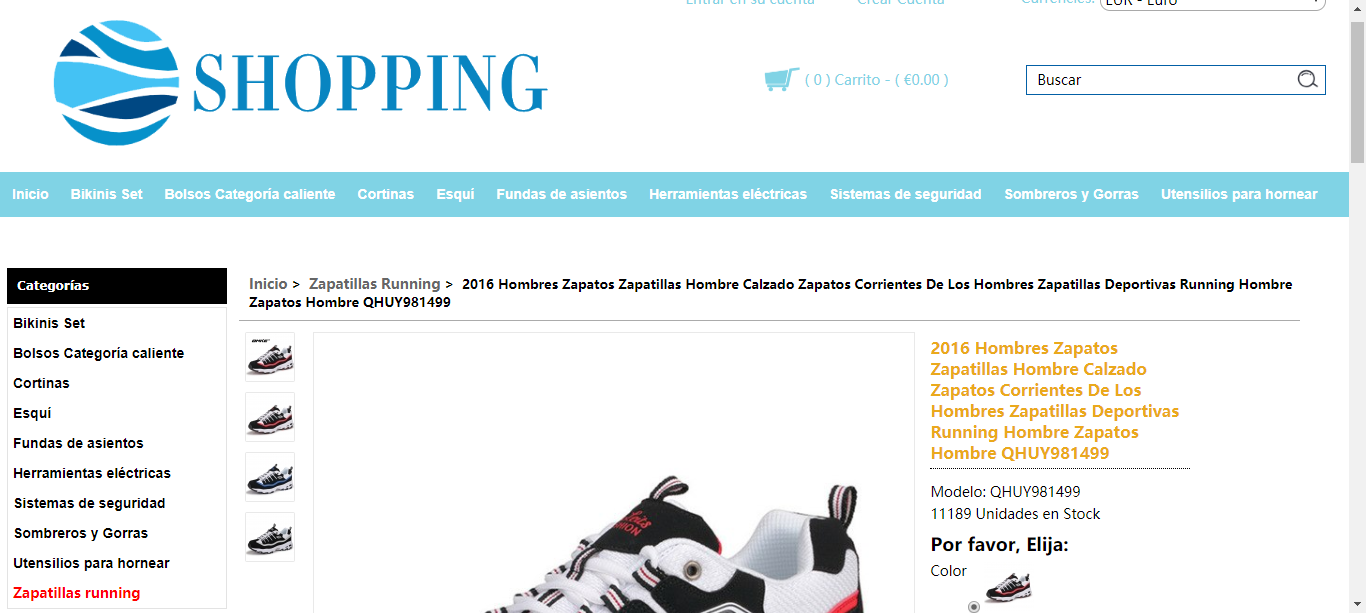 Entrar en su cuenta
Crear Cuenta
Currencies:
EUR - Euro
SHOPPING
( 0 ) Carrito - ( €0.00 )
Buscar
Inicio
Bikinis Set
Bolsos Categoría caliente
Cortinas
Esquí
Fundas de asientos
Herramientas eléctricas
Sistemas de seguridad
Sombreros y Gorras
Utensilios para hornear
Categorías
Bikinis Set
Bolsos Categoría caliente
Cortinas
Esquí
Fundas de asientos
Herramientas eléctricas
Sistemas de seguridad
Sombreros y Gorras
Utensilios para hornear
Zapatillas running
Inicio > Zapatillas Running > 2016 Hombres Zapatos Zapatillas Hombre Calzado Zapatos Corrientes De Los Hombres Zapatillas Deportivas Running Hombre
Zapatos Hombre QHUY981499
2016 Hombres Zapatos
Zapatillas Hombre Calzado
Zapatos Corrientes De Los
Hombres Zapatillas Deportivas
Running Hombre Zapatos
Hombre QHUY981499
Modelo: QHUY981499
11189 Unidades en Stock
Por favor, Elija:
Color